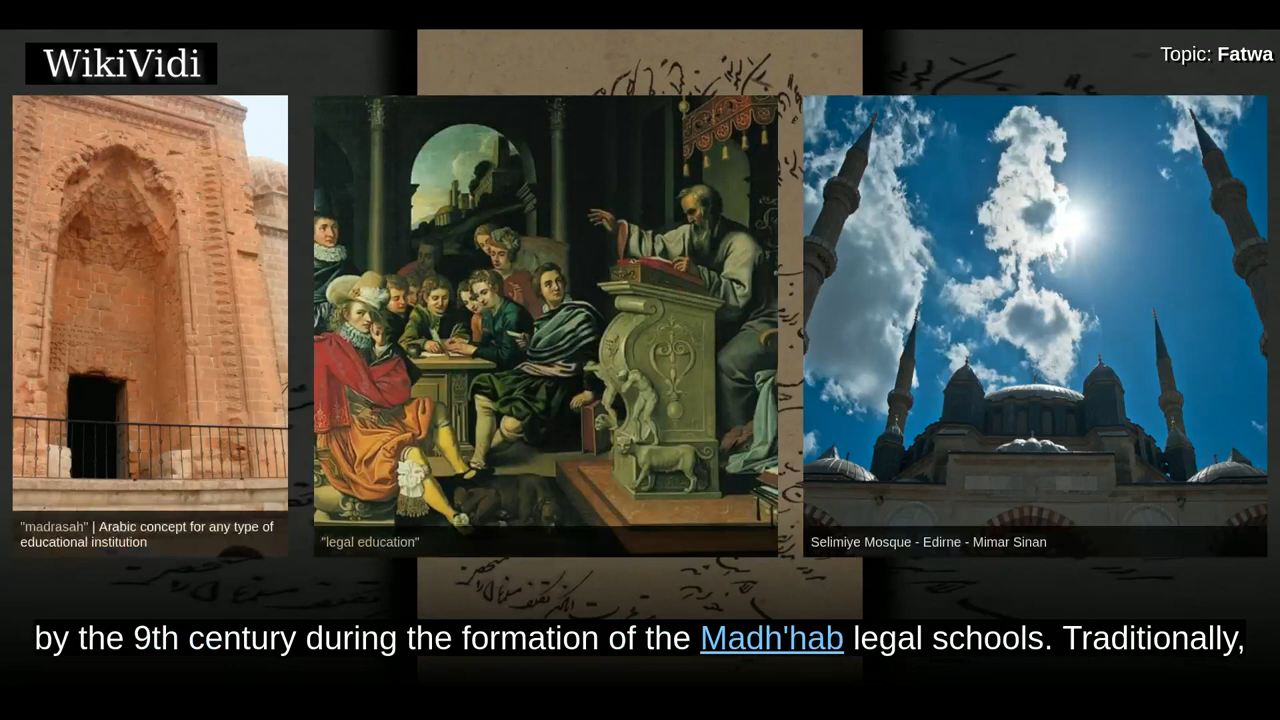 WikiVidi
Topic: Fatwa
"madrasah" | Arabic concept for any type of
educational institution
"legal education"
Selimiye Mosque - Edirne - Mimar Sinan
by the 9th century during the formation of the Madh'hab legal schools. Traditionally,